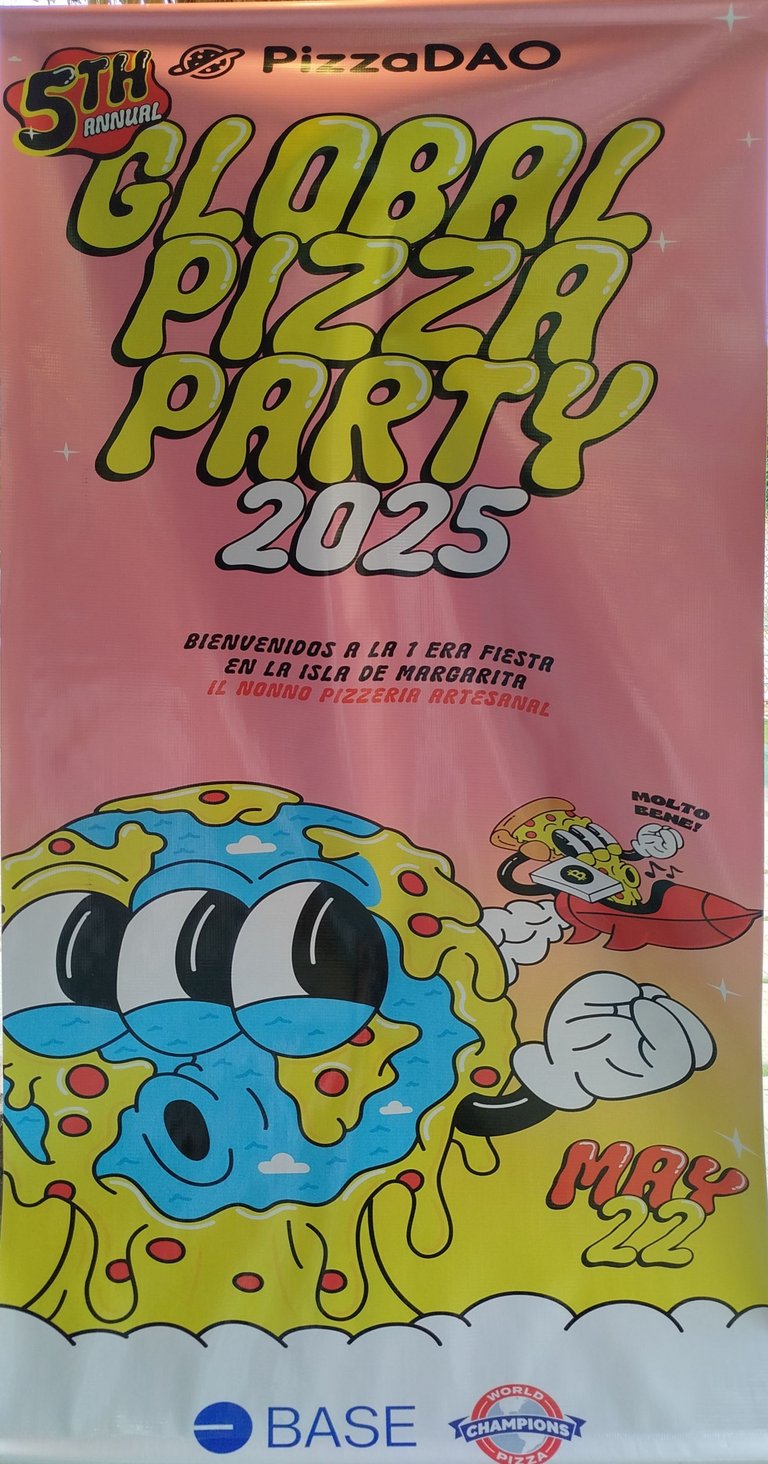 PizzaDAO
5TH
ANNUAL
GLOBAL
PIZZA
PARTY
2025
BIENVENIDOS A LA 1 ERA FIESTA
EN LA ISLA DE MARGARITA
IL NONNO PIZZERIA ARTESANAL
MOLTO
BENE!
MAY
22
BASE
WORLD
CHAMPIONS
PIZZA